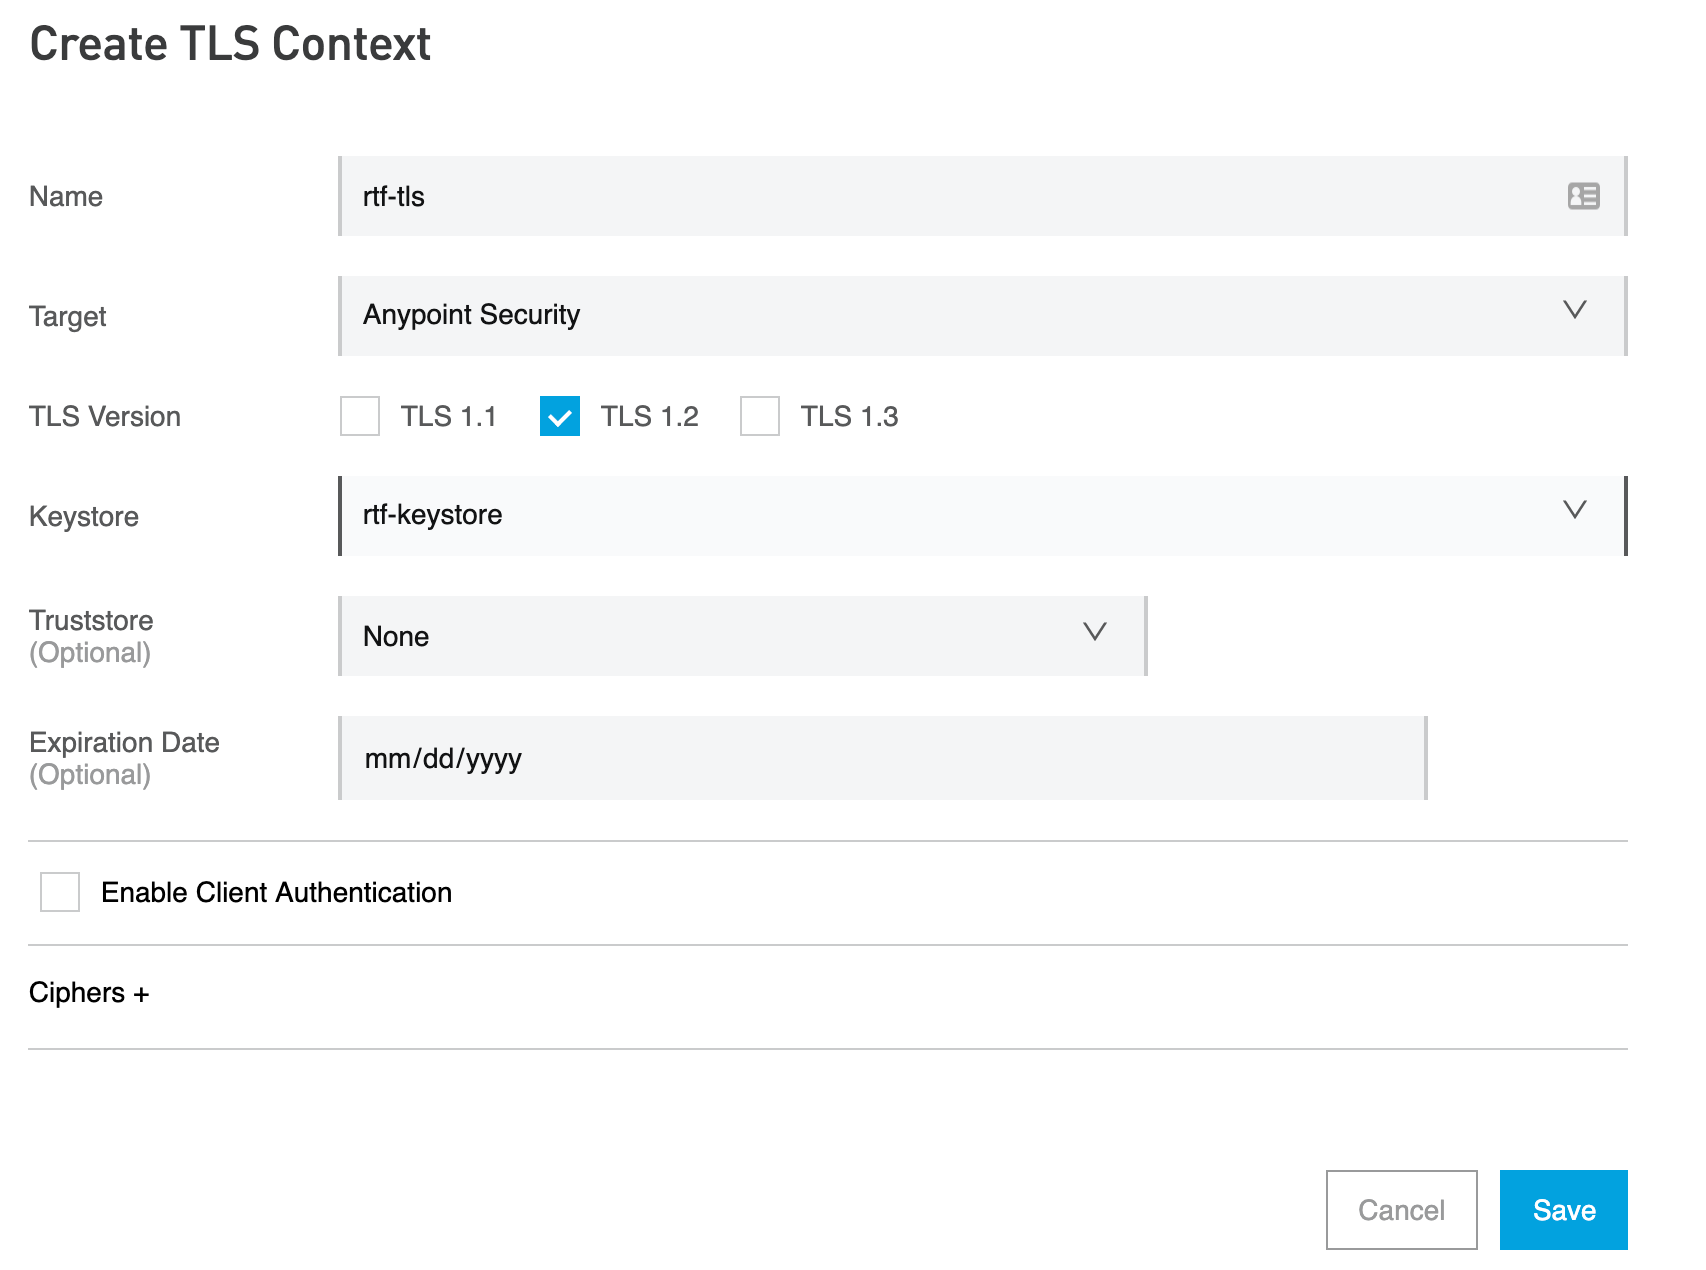 Create TLS Context
Name
rtf-tls
Target
Anypoint Security
TLS Version
TLS 1.1
TLS 1.2
TLS 1.3
Keystore
rtf-keystore
Truststore
(Optional)
None
Expiration Date
(Optional)
mm/dd/yyyy
Enable Client Authentication
Ciphers +
Cancel
Save